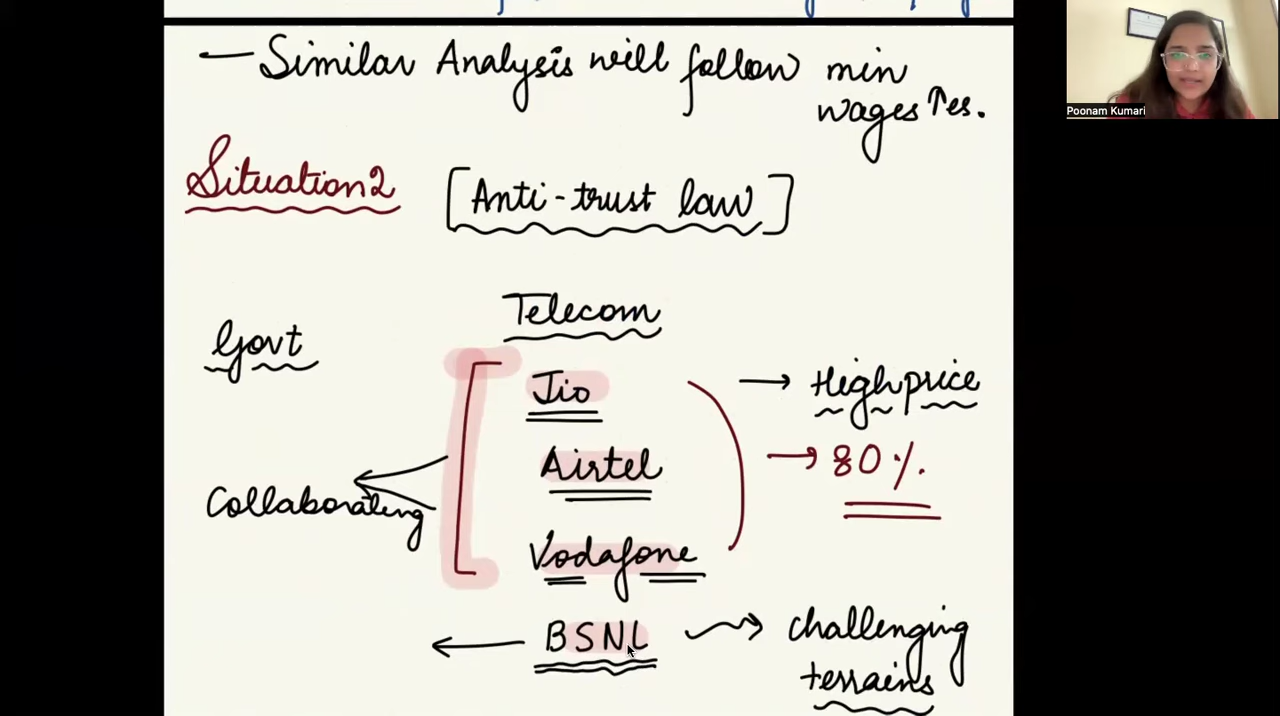 — Similar Analysis will follow min
wages ↑es.
Situation 2 [Anti-trust law]
Telecom
Govt
Jio → High price
Airtel → 80%.
Collaborating
Vodafone
BSNL challenging
terrains
Poonam Kumari